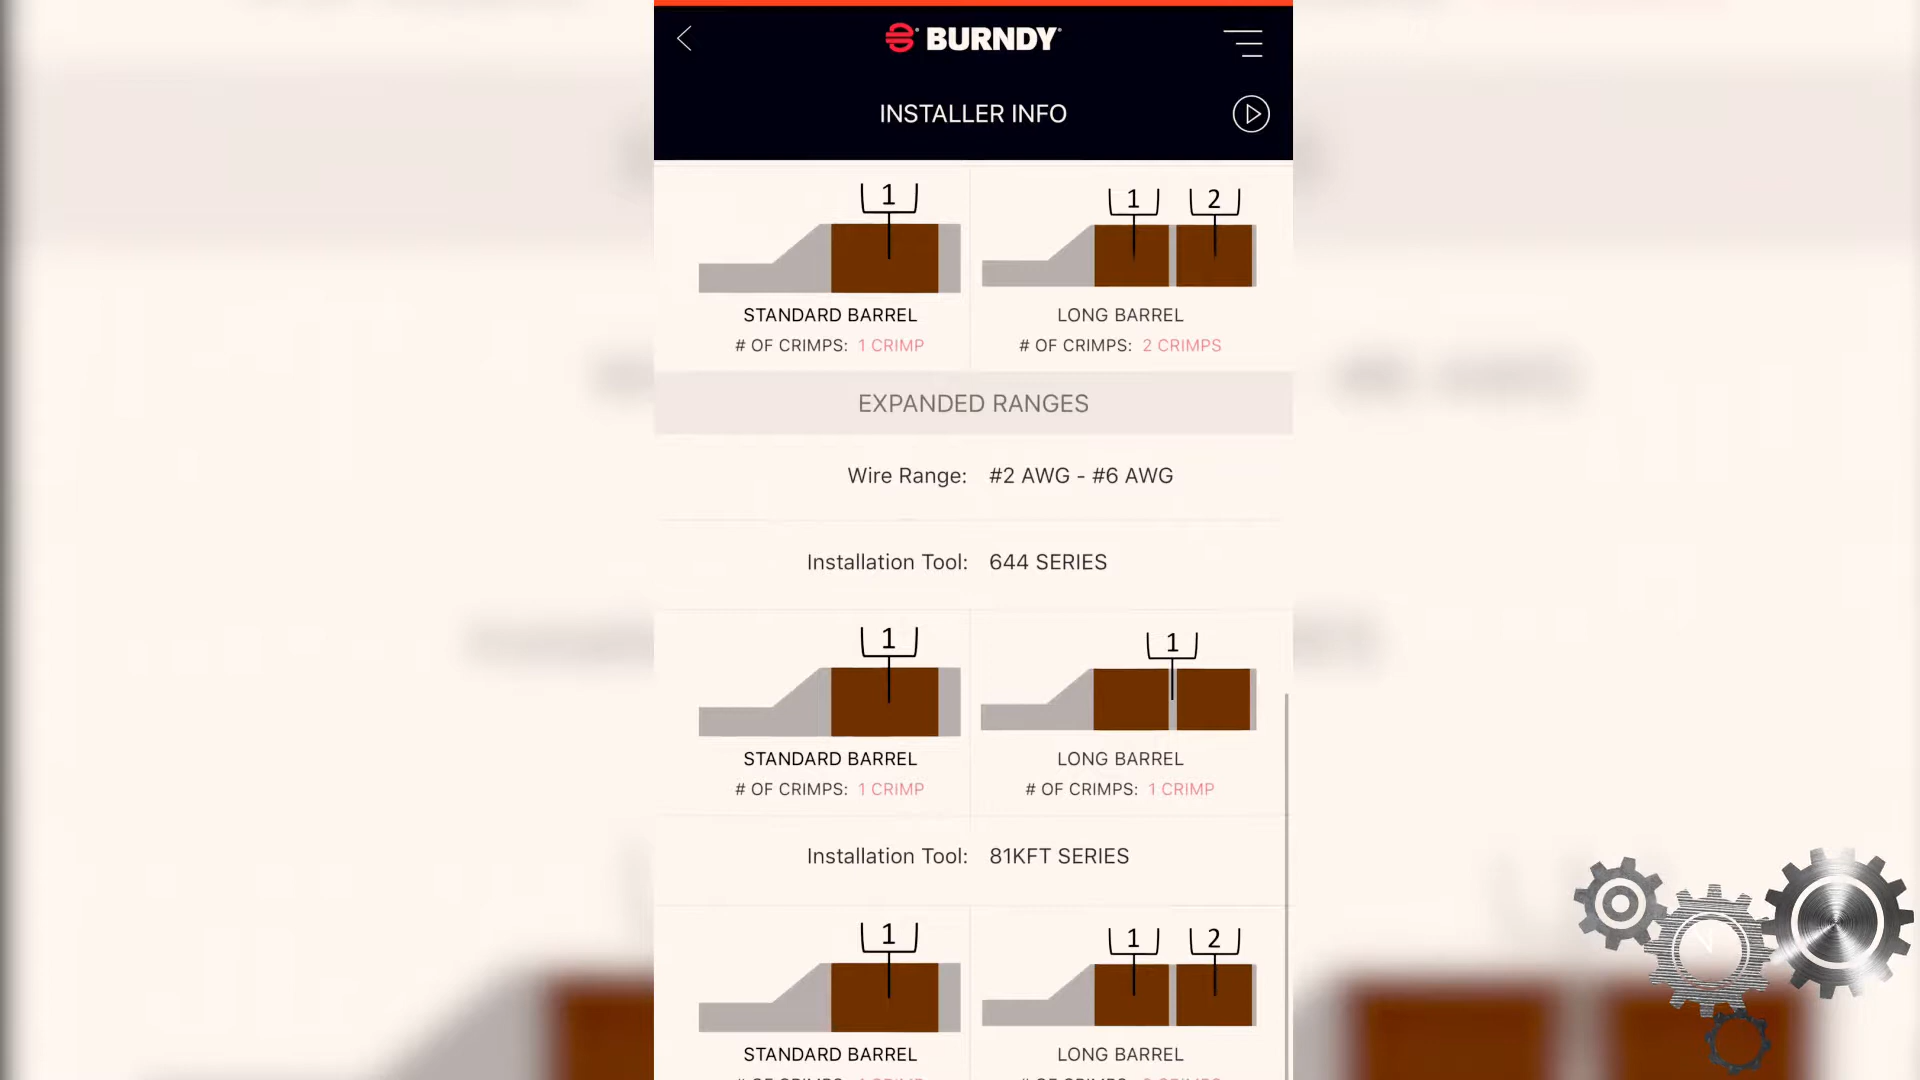 BURNDY
INSTALLER INFO
1
1 2
STANDARD BARREL
# OF CRIMPS: 1 CRIMP
LONG BARREL
# OF CRIMPS: 2 CRIMPS
EXPANDED RANGES
Wire Range: #2 AWG - #6 AWG
Installation Tool: 644 SERIES
1
1
STANDARD BARREL
# OF CRIMPS: 1 CRIMP
LONG BARREL
# OF CRIMPS: 1 CRIMP
Installation Tool: 81KFT SERIES
1
1 2
STANDARD BARREL
LONG BARREL